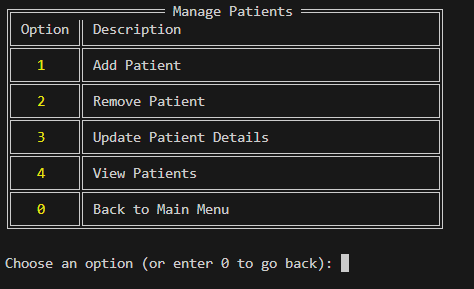 Manage Patients
Option Description
1 Add Patient
2 Remove Patient
3 Update Patient Details
4 View Patients
0 Back to Main Menu
Choose an option (or enter 0 to go back):